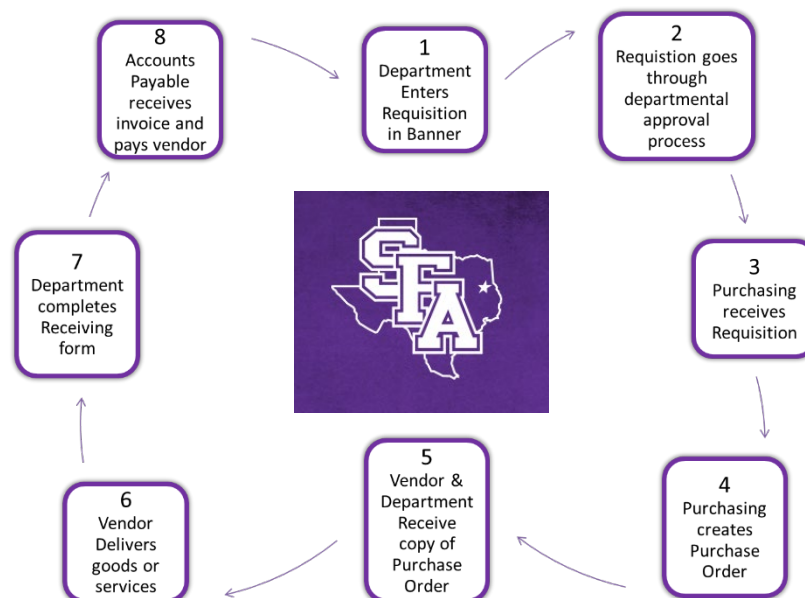 8
Accounts
Payable
receives
invoice and
pays vendor
1
Department
Enters
Requisition
in Banner
2
Requistion goes
through
departmental
approval
process
3
Purchasing
receives
Requisition
4
Purchasing
creates
Purchase
Order
5
Vendor &
Department
Receive
copy of
Purchase
Order
6
Vendor
Delivers
goods or
services
7
Department
completes
Receiving
form
SFA